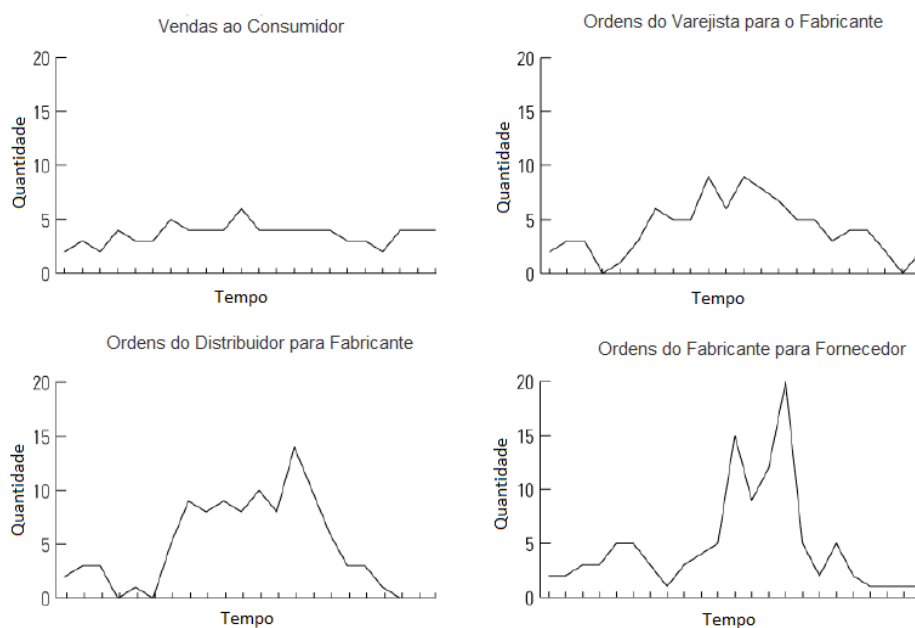 Vendas ao Consumidor
20
15
10
5
0
Quantidade
Tempo
Ordens do Varejista para o Fabricante
20
15
10
5
0
Quantidade
Tempo
Ordens do Distribuidor para Fabricante
20
15
10
5
0
Quantidade
Tempo
Ordens do Fabricante para Fornecedor
20
15
10
5
0
Quantidade
Tempo